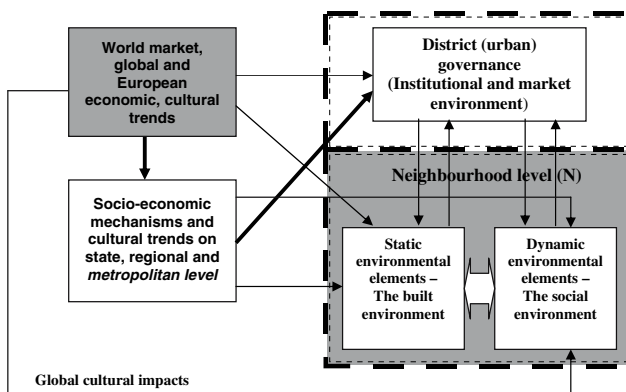 World market,
global and
European
economic, cultural
trends
District (urban)
governance
(Institutional and market
environment)
Socio-economic
mechanisms and
cultural trends on
state, regional and
metropolitan level
Neighbourhood level (N)
Static
environmental
elements –
The built
environment
Dynamic
environmental
elements –
The social
environment
Global cultural impacts